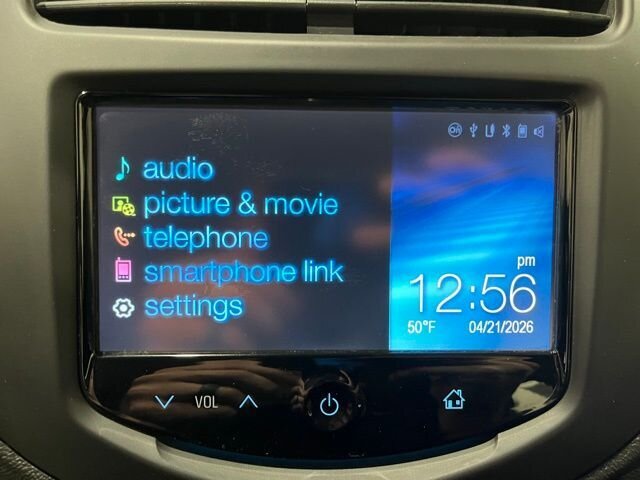 audio
picture & movie
telephone
smartphone link
settings
pm
12:56
50°F 04/21/2026
VOL